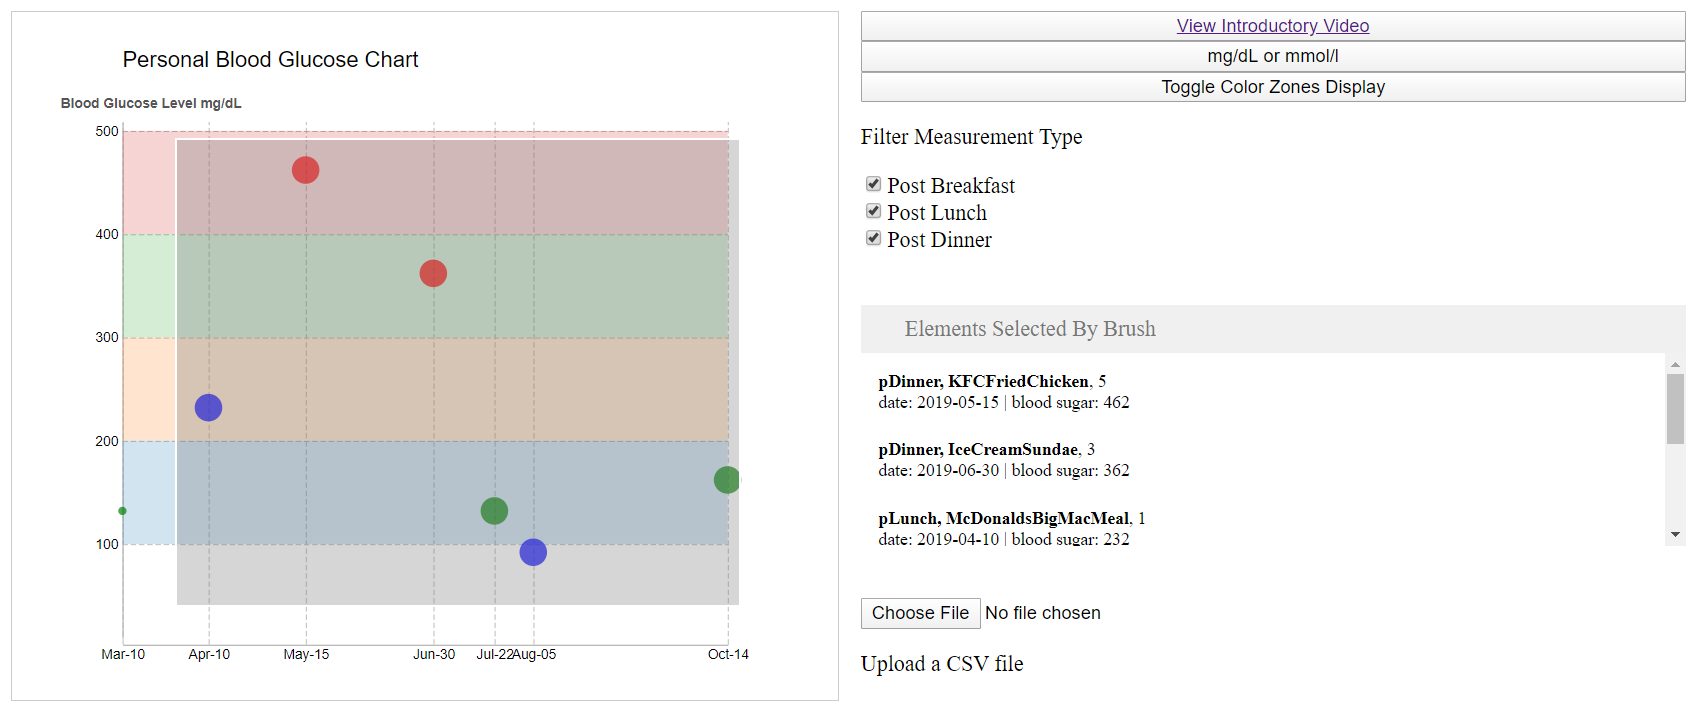 Personal Blood Glucose Chart
Blood Glucose Level mg/dL
500
400
300
200
100
Mar-10 Apr-10 May-15 Jun-30 Jul-22 Aug-05 Oct-14
View Introductory Video
mg/dL or mmol/l
Toggle Color Zones Display
Filter Measurement Type
Post Breakfast
Post Lunch
Post Dinner
Elements Selected By Brush
pDinner, KFCFriedChicken, 5
date: 2019-05-15 | blood sugar: 462
pDinner, IceCreamSundae, 3
date: 2019-06-30 | blood sugar: 362
pLunch, McDonaldsBigMacMeal, 1
date: 2019-04-10 | blood sugar: 232
Choose File No file chosen
Upload a CSV file